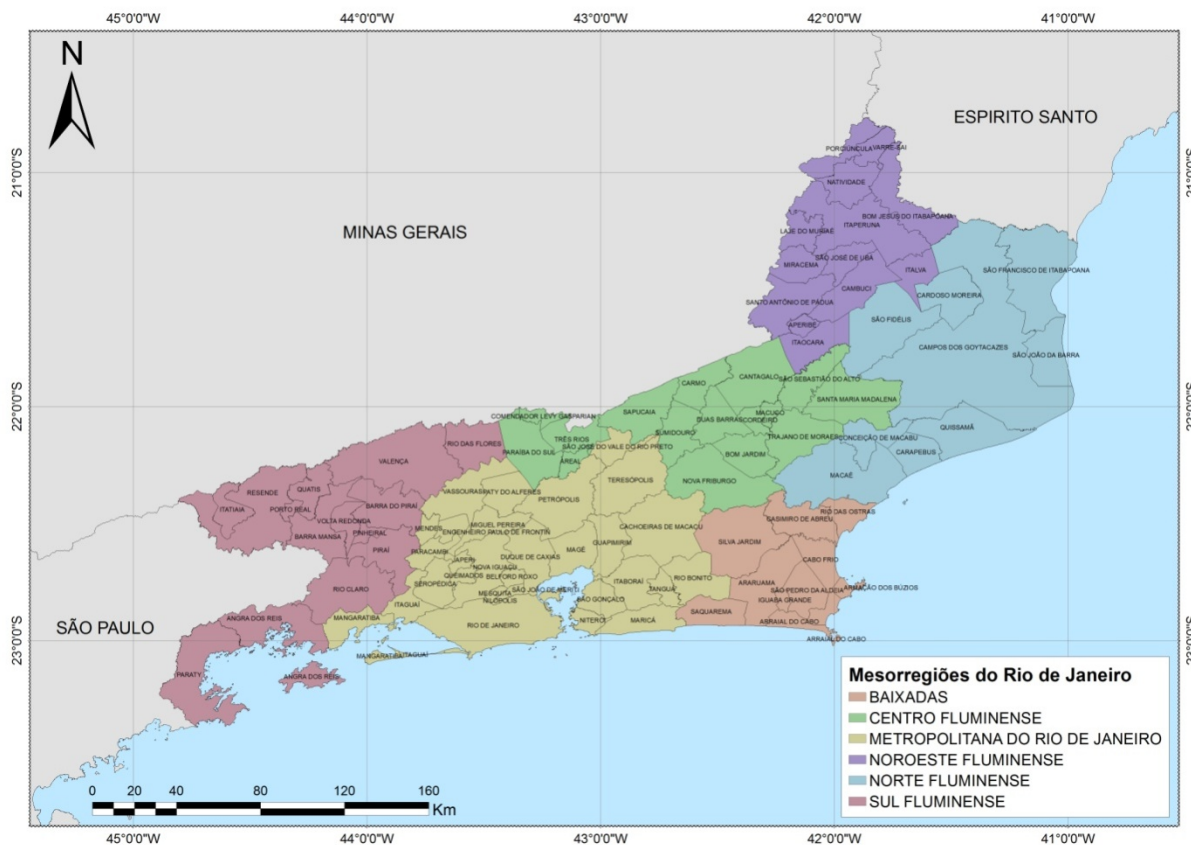 45°0'0"W
44°0'0"W
43°0'0"W
42°0'0"W
41°0'0"W
N
ESPIRITO SANTO
21°0'0"S
21°0'0"S
MINAS GERAIS
PORCIÚNCULA
VARRE-SAI
NATIVIDADE
BOM JESUS DO ITABAPOANA
ITAPERUNA
LAJE DO MURIAÉ
SÃO JOSÉ DE UBÁ
MIRACEMA
ITALVA
SÃO FRANCISCO DE ITABAPOANA
CAMBUCI
CARDOSO MOREIRA
SANTO ANTÔNIO DE PÁDUA
APERIBÉ
SÃO FIDÉLIS
ITAOCARA
CAMPOS DOS GOYTACAZES
SÃO JOÃO DA BARRA
CANTAGALO
SÃO SEBASTIÃO DO ALTO
CARMO
SANTA MARIA MADALENA
22°0'0"S
22°0'0"S
COMENDADOR LEVY GASPARIAN
SAPUCAIA
DUAS BARRAS
MACUCO
CORDEIRO
SUMIDOURO
TRAJANO DE MORAES
CONCEIÇÃO DE MACABU
QUISSAMÃ
CARAPEBUS
RIO DAS FLORES
TRÊS RIOS
PARAÍBA DO SUL
SÃO JOSÉ DO VALE DO RIO PRETO
AREAL
BOM JARDIM
VALENÇA
MACAÉ
TERESÓPOLIS
NOVA FRIBURGO
RESENDE
QUATIS
VASSOURAS
PATY DO ALFERES
PETRÓPOLIS
ITATIAIA
PORTO REAL
BARRA DO PIRAÍ
VOLTA REDONDA
RIO DAS OSTRAS
CASIMIRO DE ABREU
MENDES
MIGUEL PEREIRA
ENGENHEIRO PAULO DE FRONTIN
CACHOEIRAS DE MACACU
BARRA MANSA
PINHEIRAL
PIRAÍ
PARACAMBI
DUQUE DE CAXIAS
MAGÉ
GUAPIMIRIM
SILVA JARDIM
JAPERI
NOVA IGUAÇU
CABO FRIO
SEROPÉDICA
QUEIMADOS
BELFORD ROXO
ITABORAÍ
RIO BONITO
ARARUAMA
RIO CLARO
MESQUITA
SÃO JOÃO DE MERITI
NILÓPOLIS
TANGUÁ
SÃO PEDRO DA ALDEIA
ARMAÇÃO DOS BÚZIOS
ITAGUAÍ
SÃO GONÇALO
IGUABA GRANDE
ANGRA DOS REIS
MANGARATIBA
RIO DE JANEIRO
NITERÓI
MARICÁ
SAQUAREMA
ARRAIAL DO CABO
SÃO PAULO
23°0'0"S
23°0'0"S
ARRAIAL DO CABO
MANGARATIBA
ITAGUAÍ
PARATY
ANGRA DOS REIS
Mesorregiões do Rio de Janeiro
BAIXADAS
CENTRO FLUMINENSE
METROPOLITANA DO RIO DE JANEIRO
NOROESTE FLUMINENSE
NORTE FLUMINENSE
SUL FLUMINENSE
0 20 40 80 120 160
Km
45°0'0"W
44°0'0"W
43°0'0"W
42°0'0"W
41°0'0"W